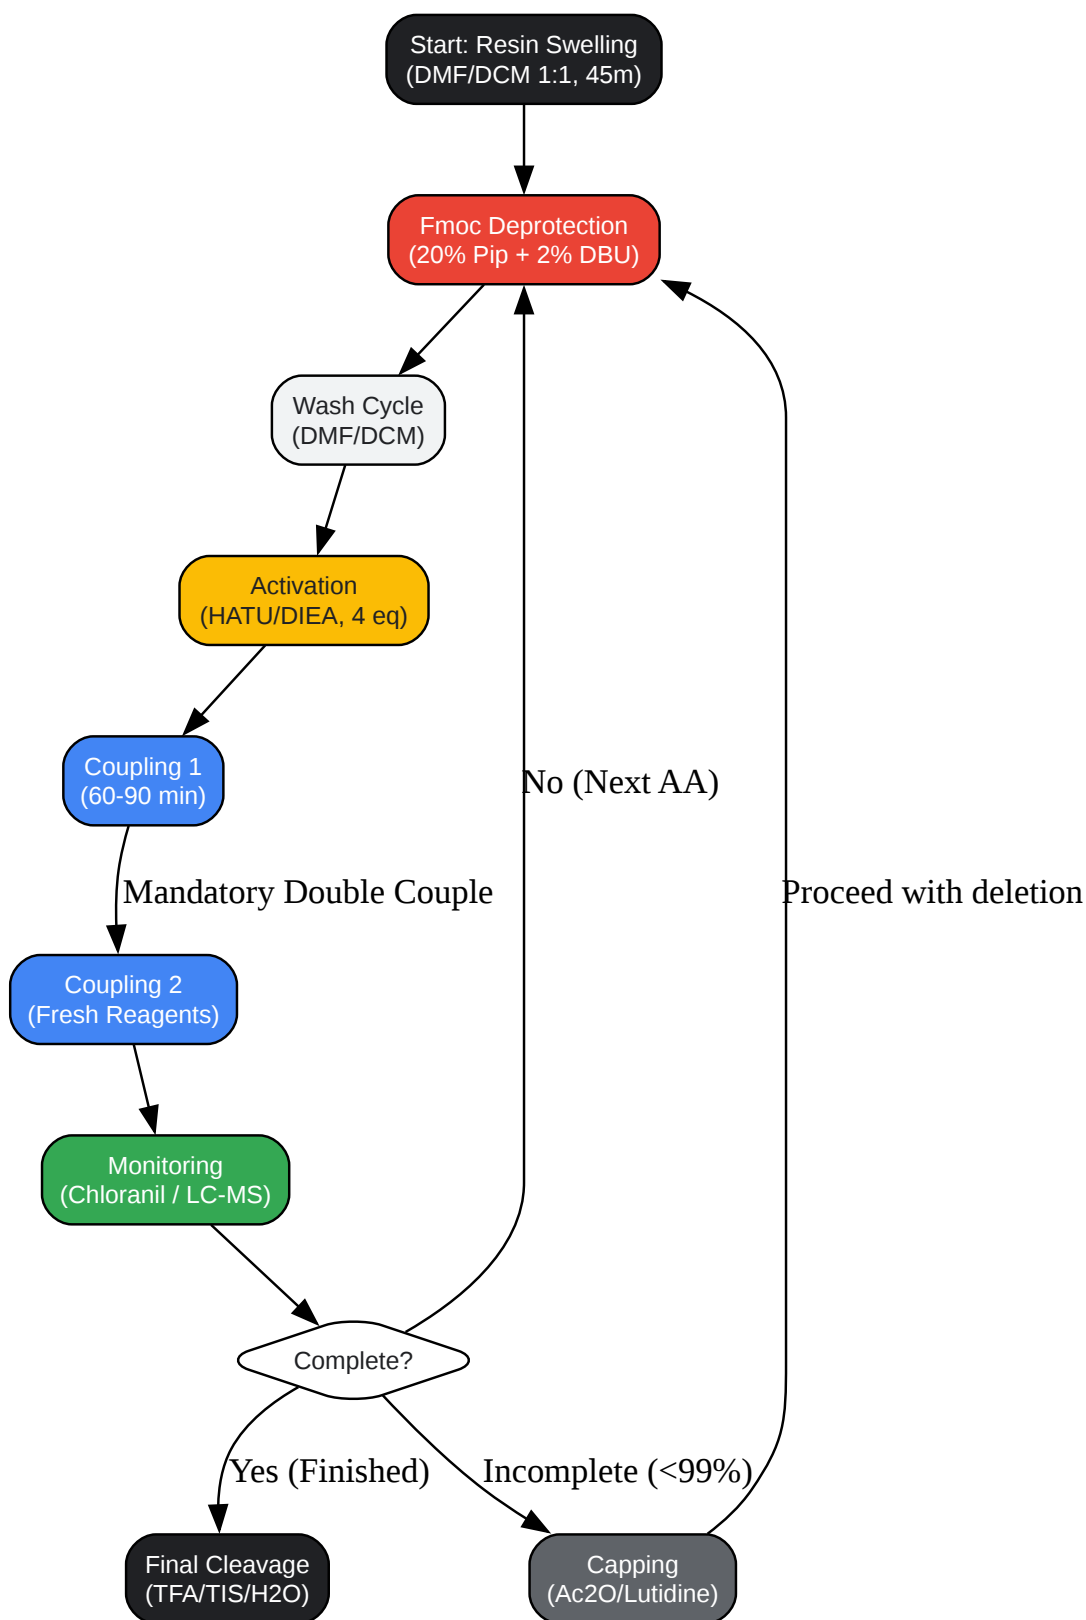 Start: Resin Swelling
(DMF/DCM 1:1, 45m)
Fmoc Deprotection
(20% Pip + 2% DBU)
Wash Cycle
(DMF/DCM)
Activation
(HATU/DIEA, 4 eq)
Coupling 1
(60-90 min)
No (Next AA)
Mandatory Double Couple
Proceed with deletion
Coupling 2
(Fresh Reagents)
Monitoring
(Chloranil / LC-MS)
Complete?
Yes (Finished)
Incomplete (<99%)
Final Cleavage
(TFA/TIS/H2O)
Capping
(Ac2O/Lutidine)